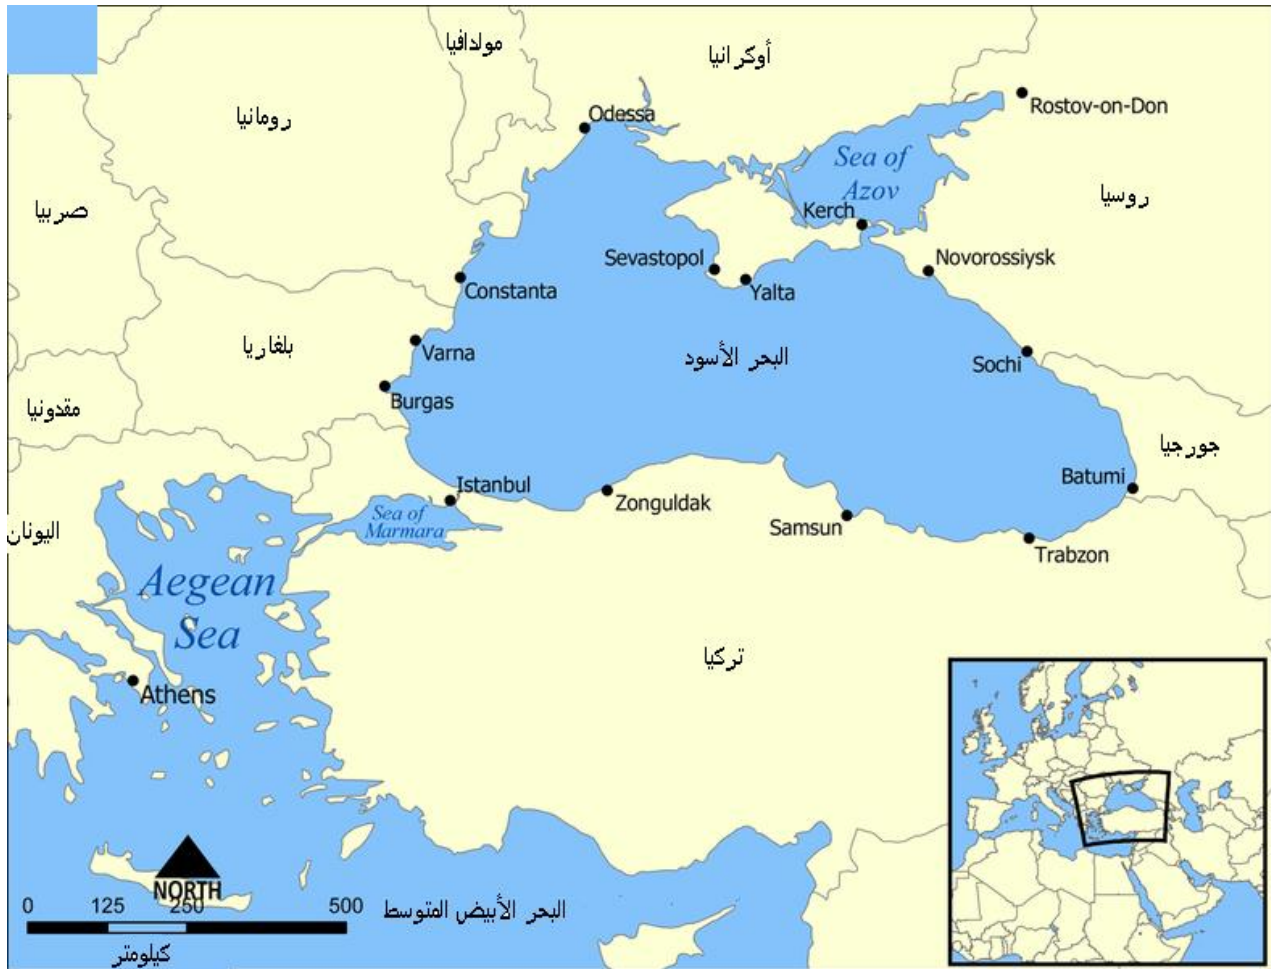 مولدافيا
أوكرانيا
رومانيا
Odessa
Rostov-on-Don
Sea of
Azov
روسيا
صربيا
Kerch
Sevastopol
Novorossiysk
Constanta
Yalta
بلغاريا
Varna
البحر الأسود
Sochi
مقدونيا
Burgas
جورجيا
Batumi
Istanbul
Zonguldak
Sea of
Marmara
Samsun
اليونان
Trabzon
Aegean
Sea
تركيا
Athens
NORTH
0 125 250 500
كيلومتر
البحر الأبيض المتوسط